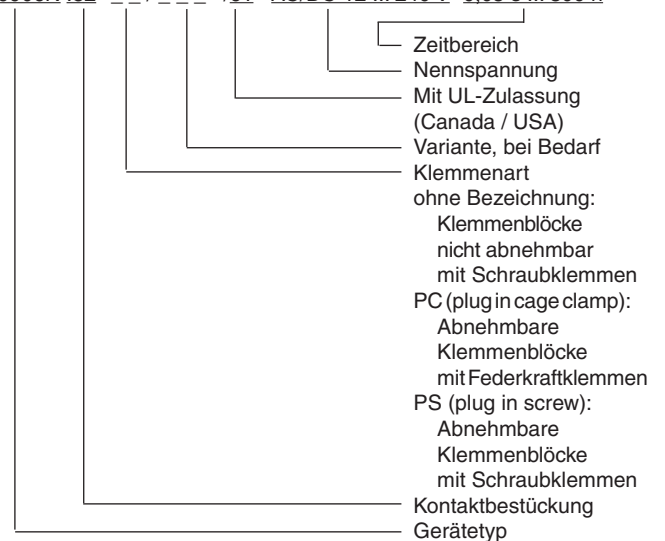 Zeitbereich
Nennspannung
Mit UL-Zulassung
(Canada / USA)
Variante, bei Bedarf
Klemmenart
ohne Bezeichnung:
Klemmenblöcke
nicht abnehmbar
mit Schraubklemmen
PC (plug in cage clamp):
Abnehmbare
Klemmenblöcke
mit Federkraftklemmen
PS (plug in screw):
Abnehmbare
Klemmenblöcke
mit Schraubklemmen
Kontaktbestückung
Gerätetyp